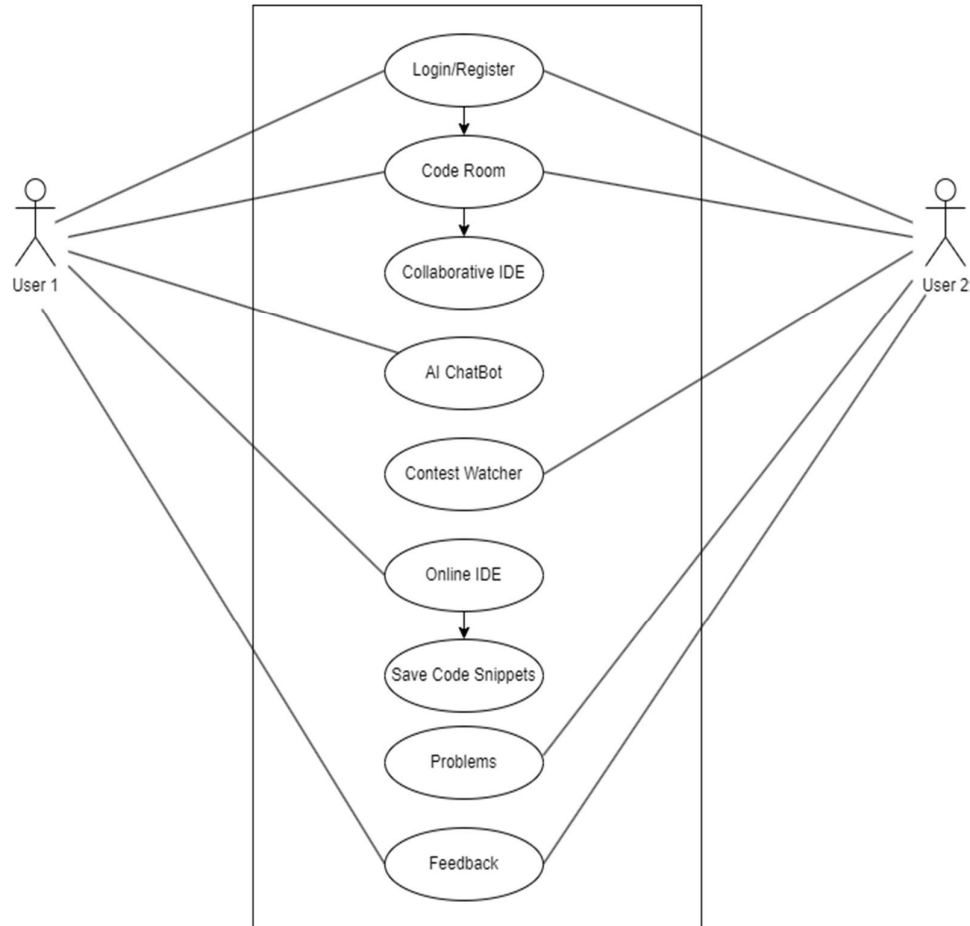 Login/Register
Code Room
User 1
User 2
Collaborative IDE
AI ChatBot
Contest Watcher
Online IDE
Save Code Snippets
Problems
Feedback